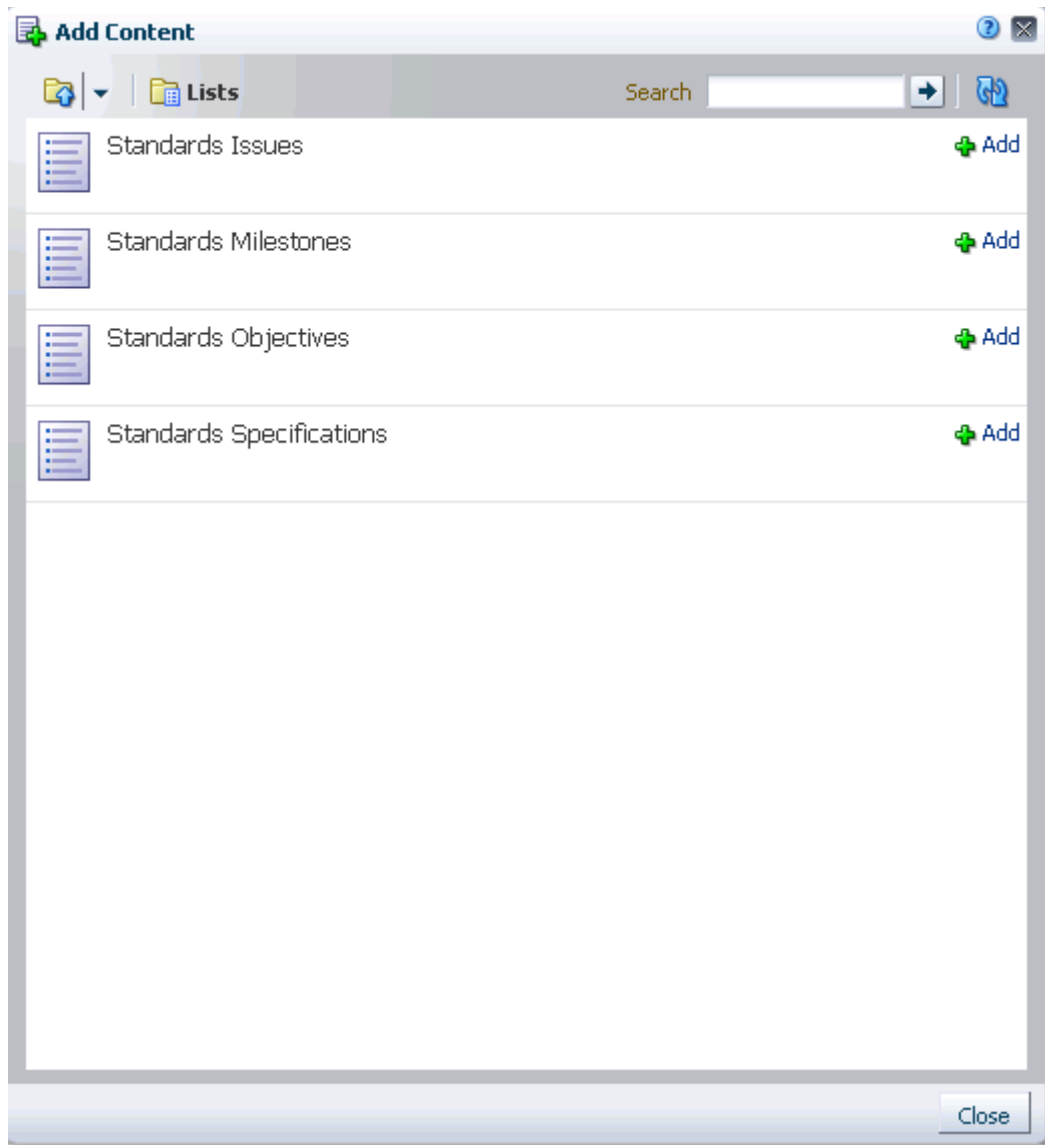 Add Content
Lists Search
Standards Issues Add
Standards Milestones Add
Standards Objectives Add
Standards Specifications Add
Close